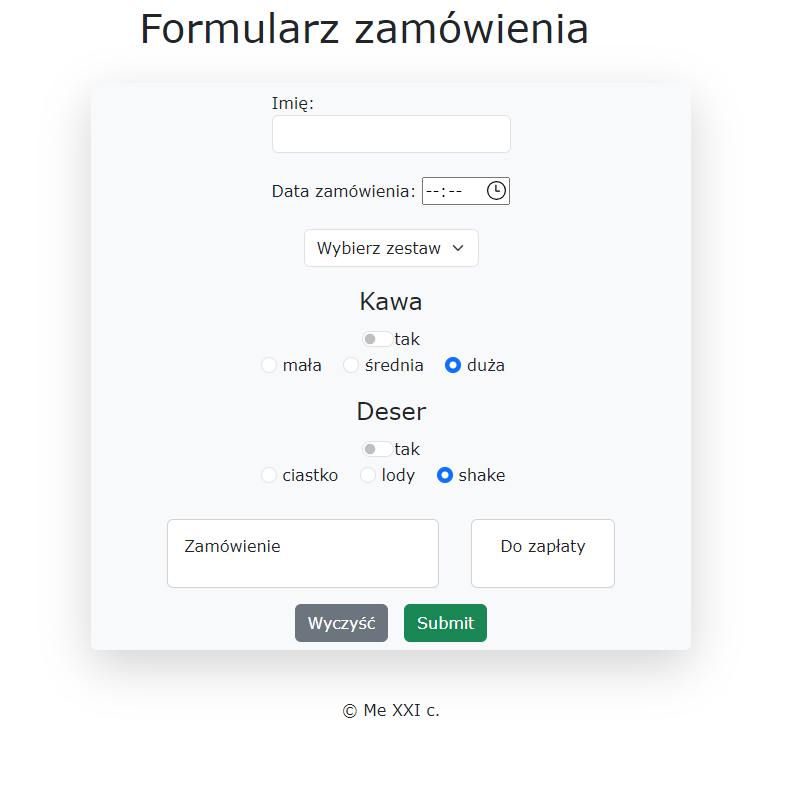 Formularz zamówienia
Imię:
Data zamówienia: --:--
Wybierz zestaw
Kawa
tak
mała średnia duża
Deser
tak
ciastko lody shake
Zamówienie Do zapłaty
Wyczyść Submit
© Me XXI c.